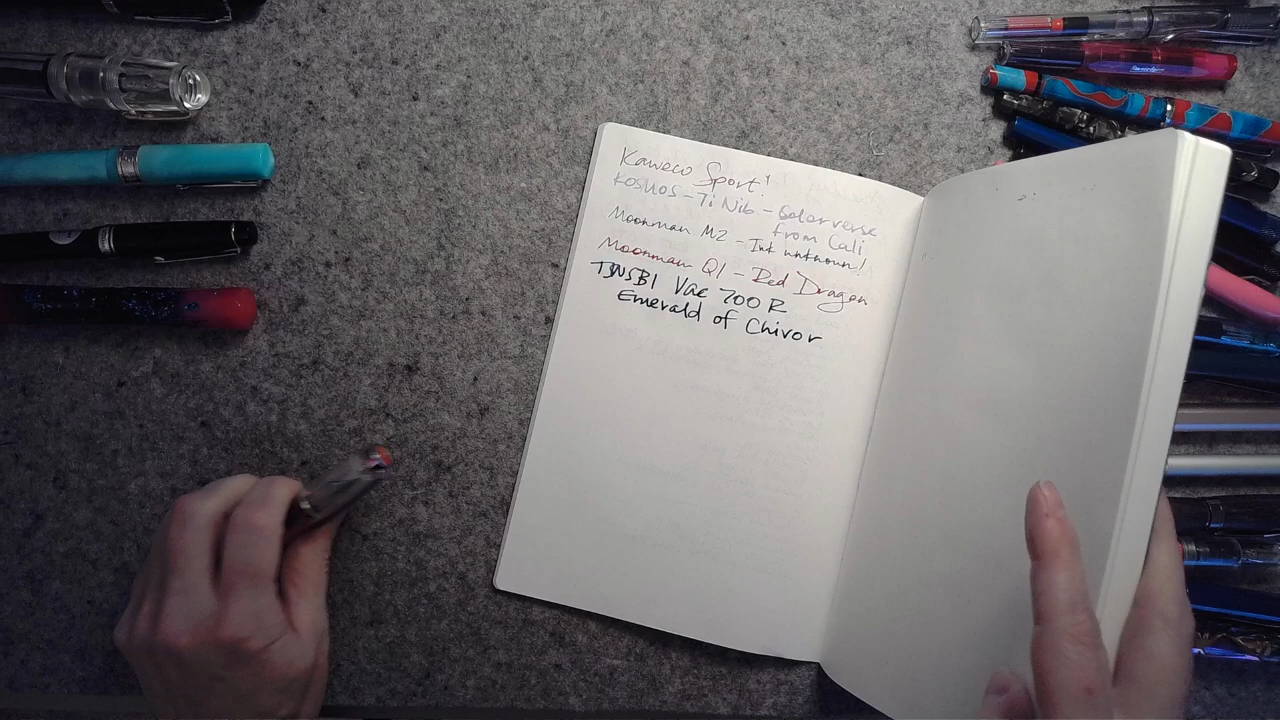 Kaweco Sport!
KOSMOS - Ti Nib - Colorverse
from Cali
Moonman M2 - Ink unknown!
Moonman Q1 - Red Dragon
TWSBI Vac 700 R
Emerald of Chivor